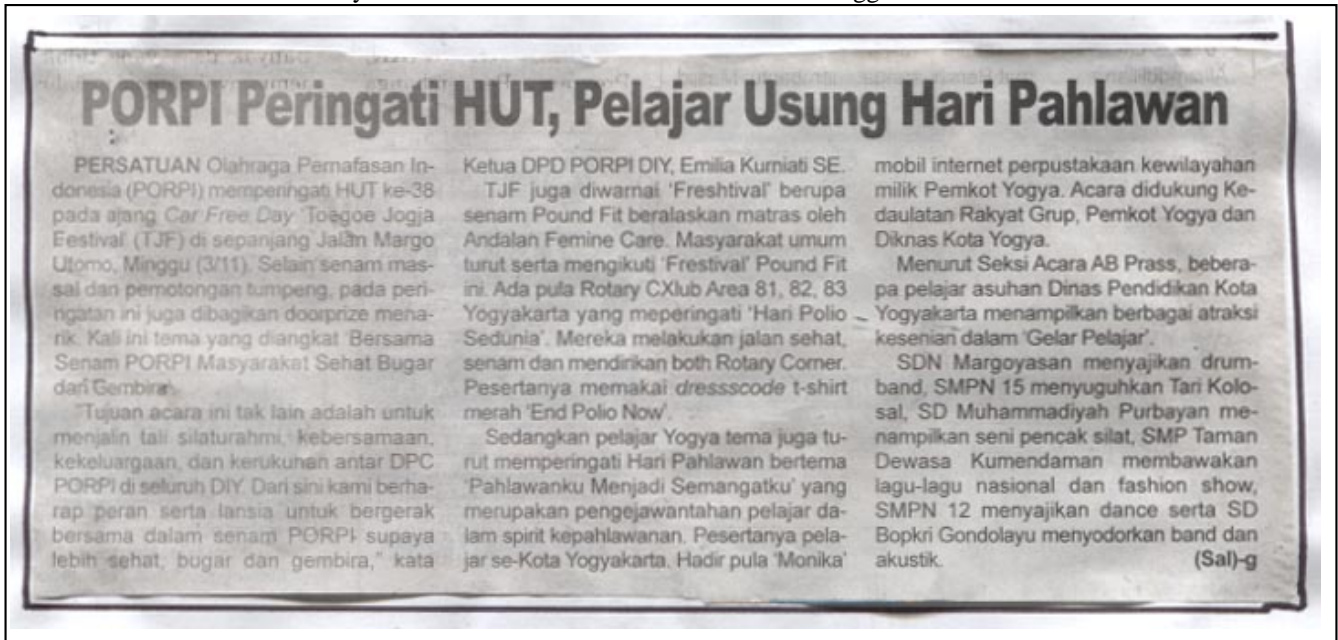 PORPI Peringati HUT, Pelajar Usung Hari Pahlawan
PERSATUAN Olahraga Pernafasan In-
donesia (PORPI) memperingati HUT ke-38
pada ajang Car Free Day 'Toegoe Jogja
Festival' (TJF) di sepanjang Jalan Margo
Utomo, Minggu (3/11). Selain senam mas-
sal dan pemotongan tumpeng, pada peri-
ngatan ini juga dibagikan doorprize mena-
rik. Kali ini tema yang diangkat 'Bersama
Senam PORPI Masyarakat Sehat Bugar
dan Gembira'.
"Tujuan acara ini tak lain adalah untuk
menjalin tali silaturahmi, kebersamaan,
kekeluargaan, dan kerukunan antar DPC
PORPI di seluruh DIY. Dari sini kami berha-
rap peran serta lansia untuk bergerak
bersama dalam senam PORPI supaya
lebih sehat, bugar dan gembira," kata
Ketua DPD PORPI DIY, Emilia Kurniati SE.
TJF juga diwarnai 'Freshtival' berupa
senam Pound Fit beralaskan matras oleh
Andalan Femine Care. Masyarakat umum
turut serta mengikuti 'Frestival' Pound Fit
ini. Ada pula Rotary CXlub Area 81, 82, 83
Yogyakarta yang meperingati 'Hari Polio
Sedunia'. Mereka melakukan jalan sehat,
senam dan mendirikan both Rotary Corner.
Pesertanya memakai dressscode t-shirt
merah 'End Polio Now'.
Sedangkan pelajar Yogya tema juga tu-
rut memperingati Hari Pahlawan bertema
'Pahlawanku Menjadi Semangatku' yang
merupakan pengejawantahan pelajar da-
lam spirit kepahlawanan. Pesertanya pela-
jar se-Kota Yogyakarta. Hadir pula 'Monika'
mobil internet perpustakaan kewilayahan
milik Pemkot Yogya. Acara didukung Ke-
daulatan Rakyat Grup, Pemkot Yogya dan
Diknas Kota Yogya.
Menurut Seksi Acara AB Prass, bebera-
pa pelajar asuhan Dinas Pendidikan Kota
Yogyakarta menampilkan berbagai atraksi
kesenian dalam 'Gelar Pelajar'.
SDN Margoyasan menyajikan drum-
band, SMPN 15 menyuguhkan Tari Kolo-
sal, SD Muhammadiyah Purbayan me-
nampilkan seni pencak silat, SMP Taman
Dewasa Kumendaman membawakan
lagu-lagu nasional dan fashion show,
SMPN 12 menyajikan dance serta SD
Bopkri Gondolayu menyodorkan band dan
akustik. (Sal)-g